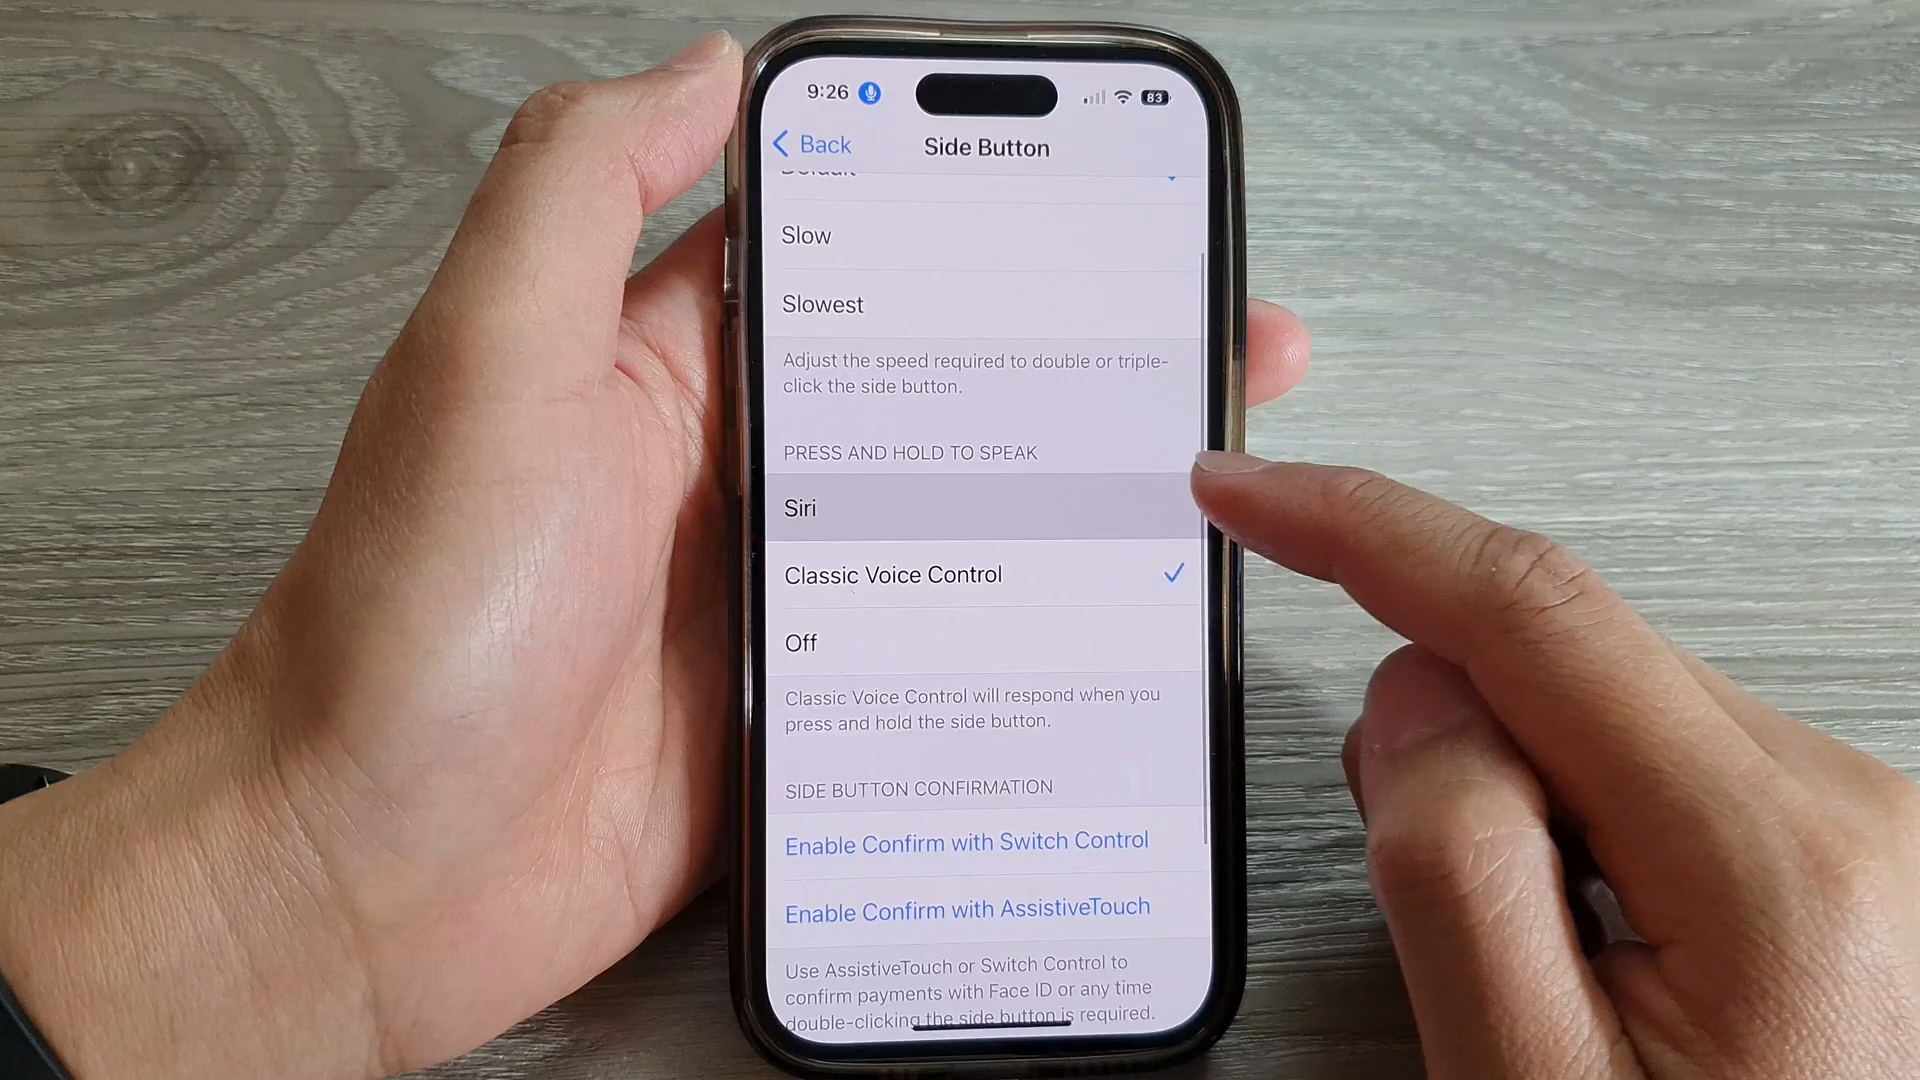 9:26
83
Back
Side Button
Default
Slow
Slowest
Adjust the speed required to double or triple-
click the side button.
PRESS AND HOLD TO SPEAK
Siri
Classic Voice Control
Off
Classic Voice Control will respond when you
press and hold the side button.
SIDE BUTTON CONFIRMATION
Enable Confirm with Switch Control
Enable Confirm with AssistiveTouch
Use AssistiveTouch or Switch Control to
confirm payments with Face ID or any time
double-clicking the side button is required.